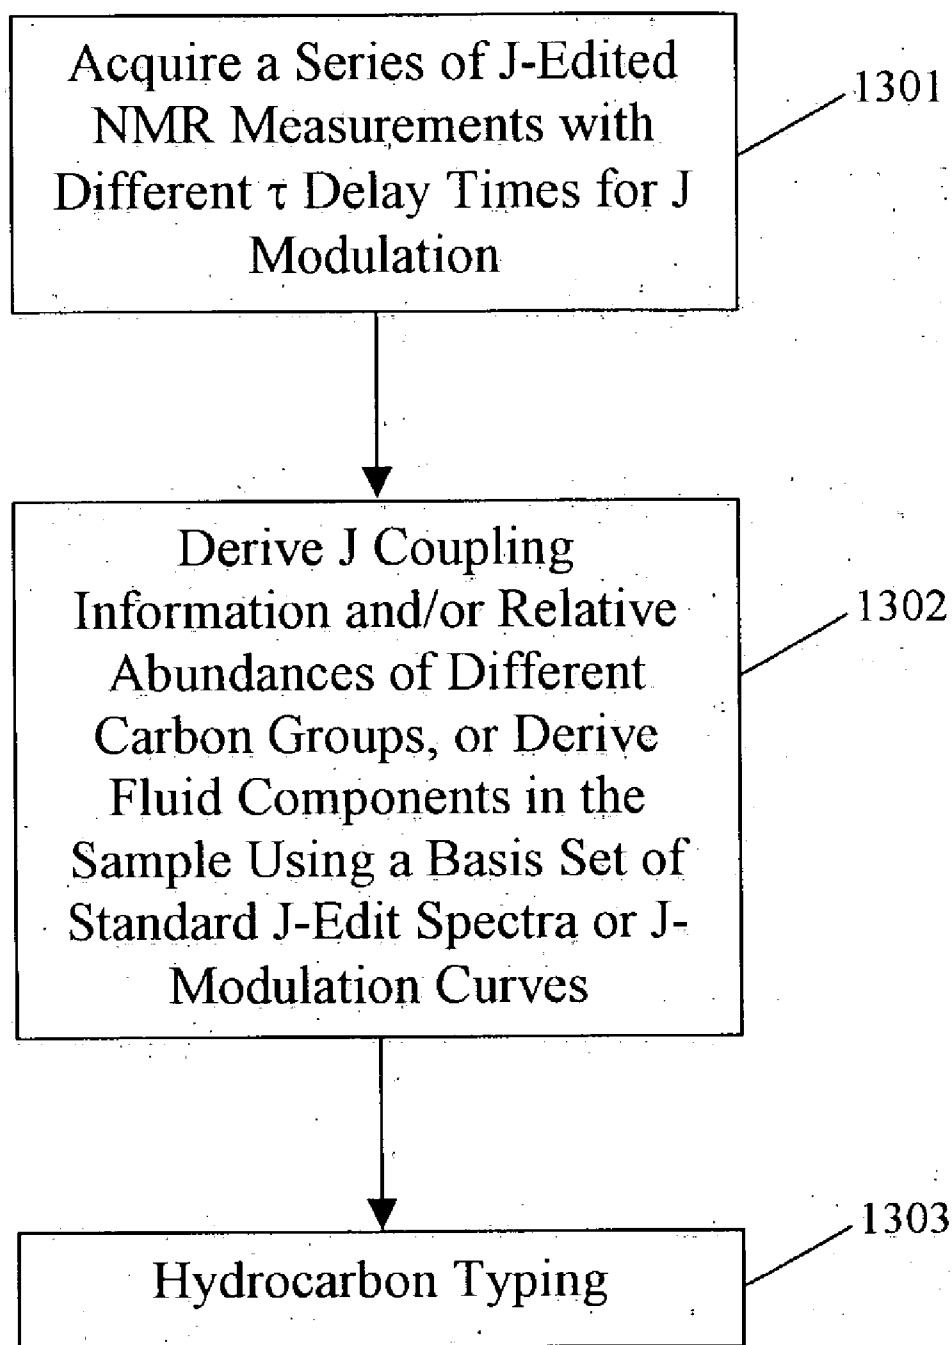 Acquire a Series of J-Edited
NMR Measurements with
Different τ Delay Times for J
Modulation
1301
Derive J Coupling
Information and/or Relative
Abundances of Different
Carbon Groups, or Derive
Fluid Components in the
Sample Using a Basis Set of
Standard J-Edit Spectra or J-
Modulation Curves
1302
Hydrocarbon Typing
1303